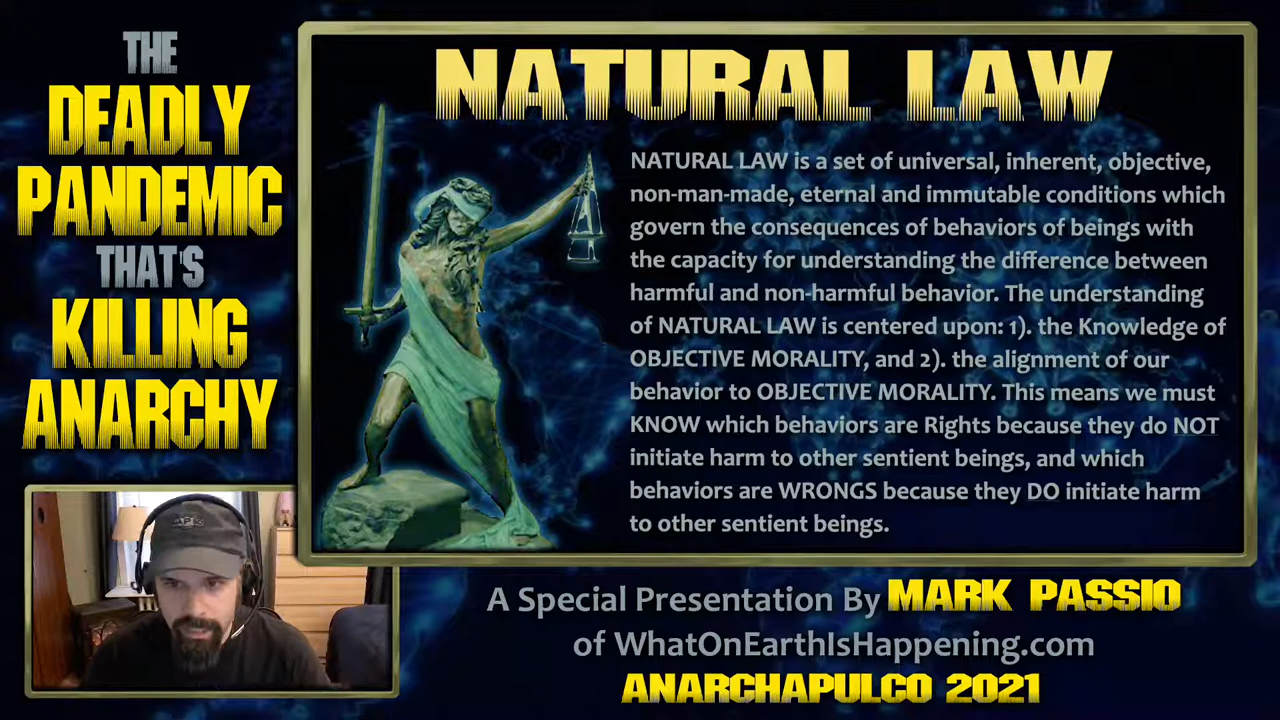 THE
DEADLY
PANDEMIC
THAT'S
KILLING
ANARCHY
NATURAL LAW
NATURAL LAW is a set of universal, inherent, objective,
non-man-made, eternal and immutable conditions which
govern the consequences of behaviors of beings with
the capacity for understanding the difference between
harmful and non-harmful behavior. The understanding
of NATURAL LAW is centered upon: 1). the Knowledge of
OBJECTIVE MORALITY, and 2). the alignment of our
behavior to OBJECTIVE MORALITY. This means we must
KNOW which behaviors are Rights because they do NOT
initiate harm to other sentient beings, and which
behaviors are WRONGS because they DO initiate harm
to other sentient beings.
A Special Presentation By MARK PASSIO
of WhatOnEarthIsHappening.com
ANARCHAPULCO 2021